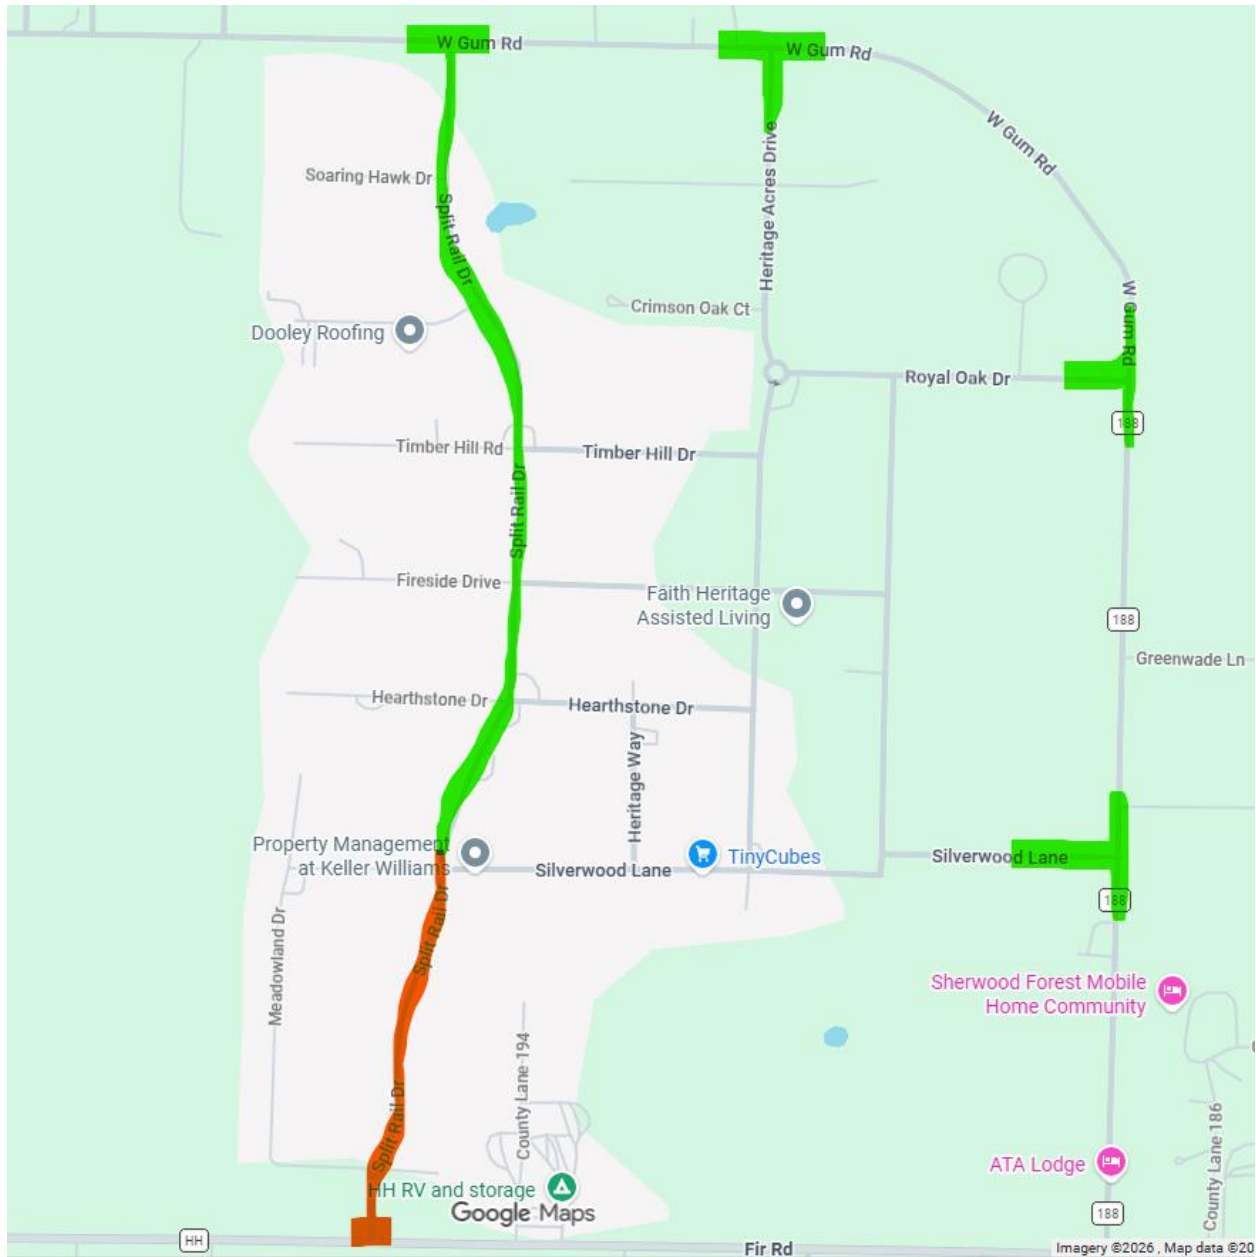 W Gum Rd
W Gum Rd
W Gum Rd
Heritage Acres Drive
Soaring Hawk Dr
Split Rail Dr
W Gum Rd
Crimson Oak Ct
Dooley Roofing
Royal Oak Dr
188
Timber Hill Rd
Timber Hill Dr
Split Rail Dr
Fireside Drive
Faith Heritage
Assisted Living
188
Greenwade Ln
Hearthstone Dr
Hearthstone Dr
Heritage Way
Property Management
at Keller Williams
Silverwood Lane
TinyCubes
Silverwood Lane
188
Split Rail Dr
Meadowland Dr
Sherwood Forest Mobile
Home Community
County Lane 194
Split Rail Dr
County Lane 186
ATA Lodge
HH RV and storage
Google Maps
188
HH
Fir Rd
Imagery ©2026 , Map data ©20